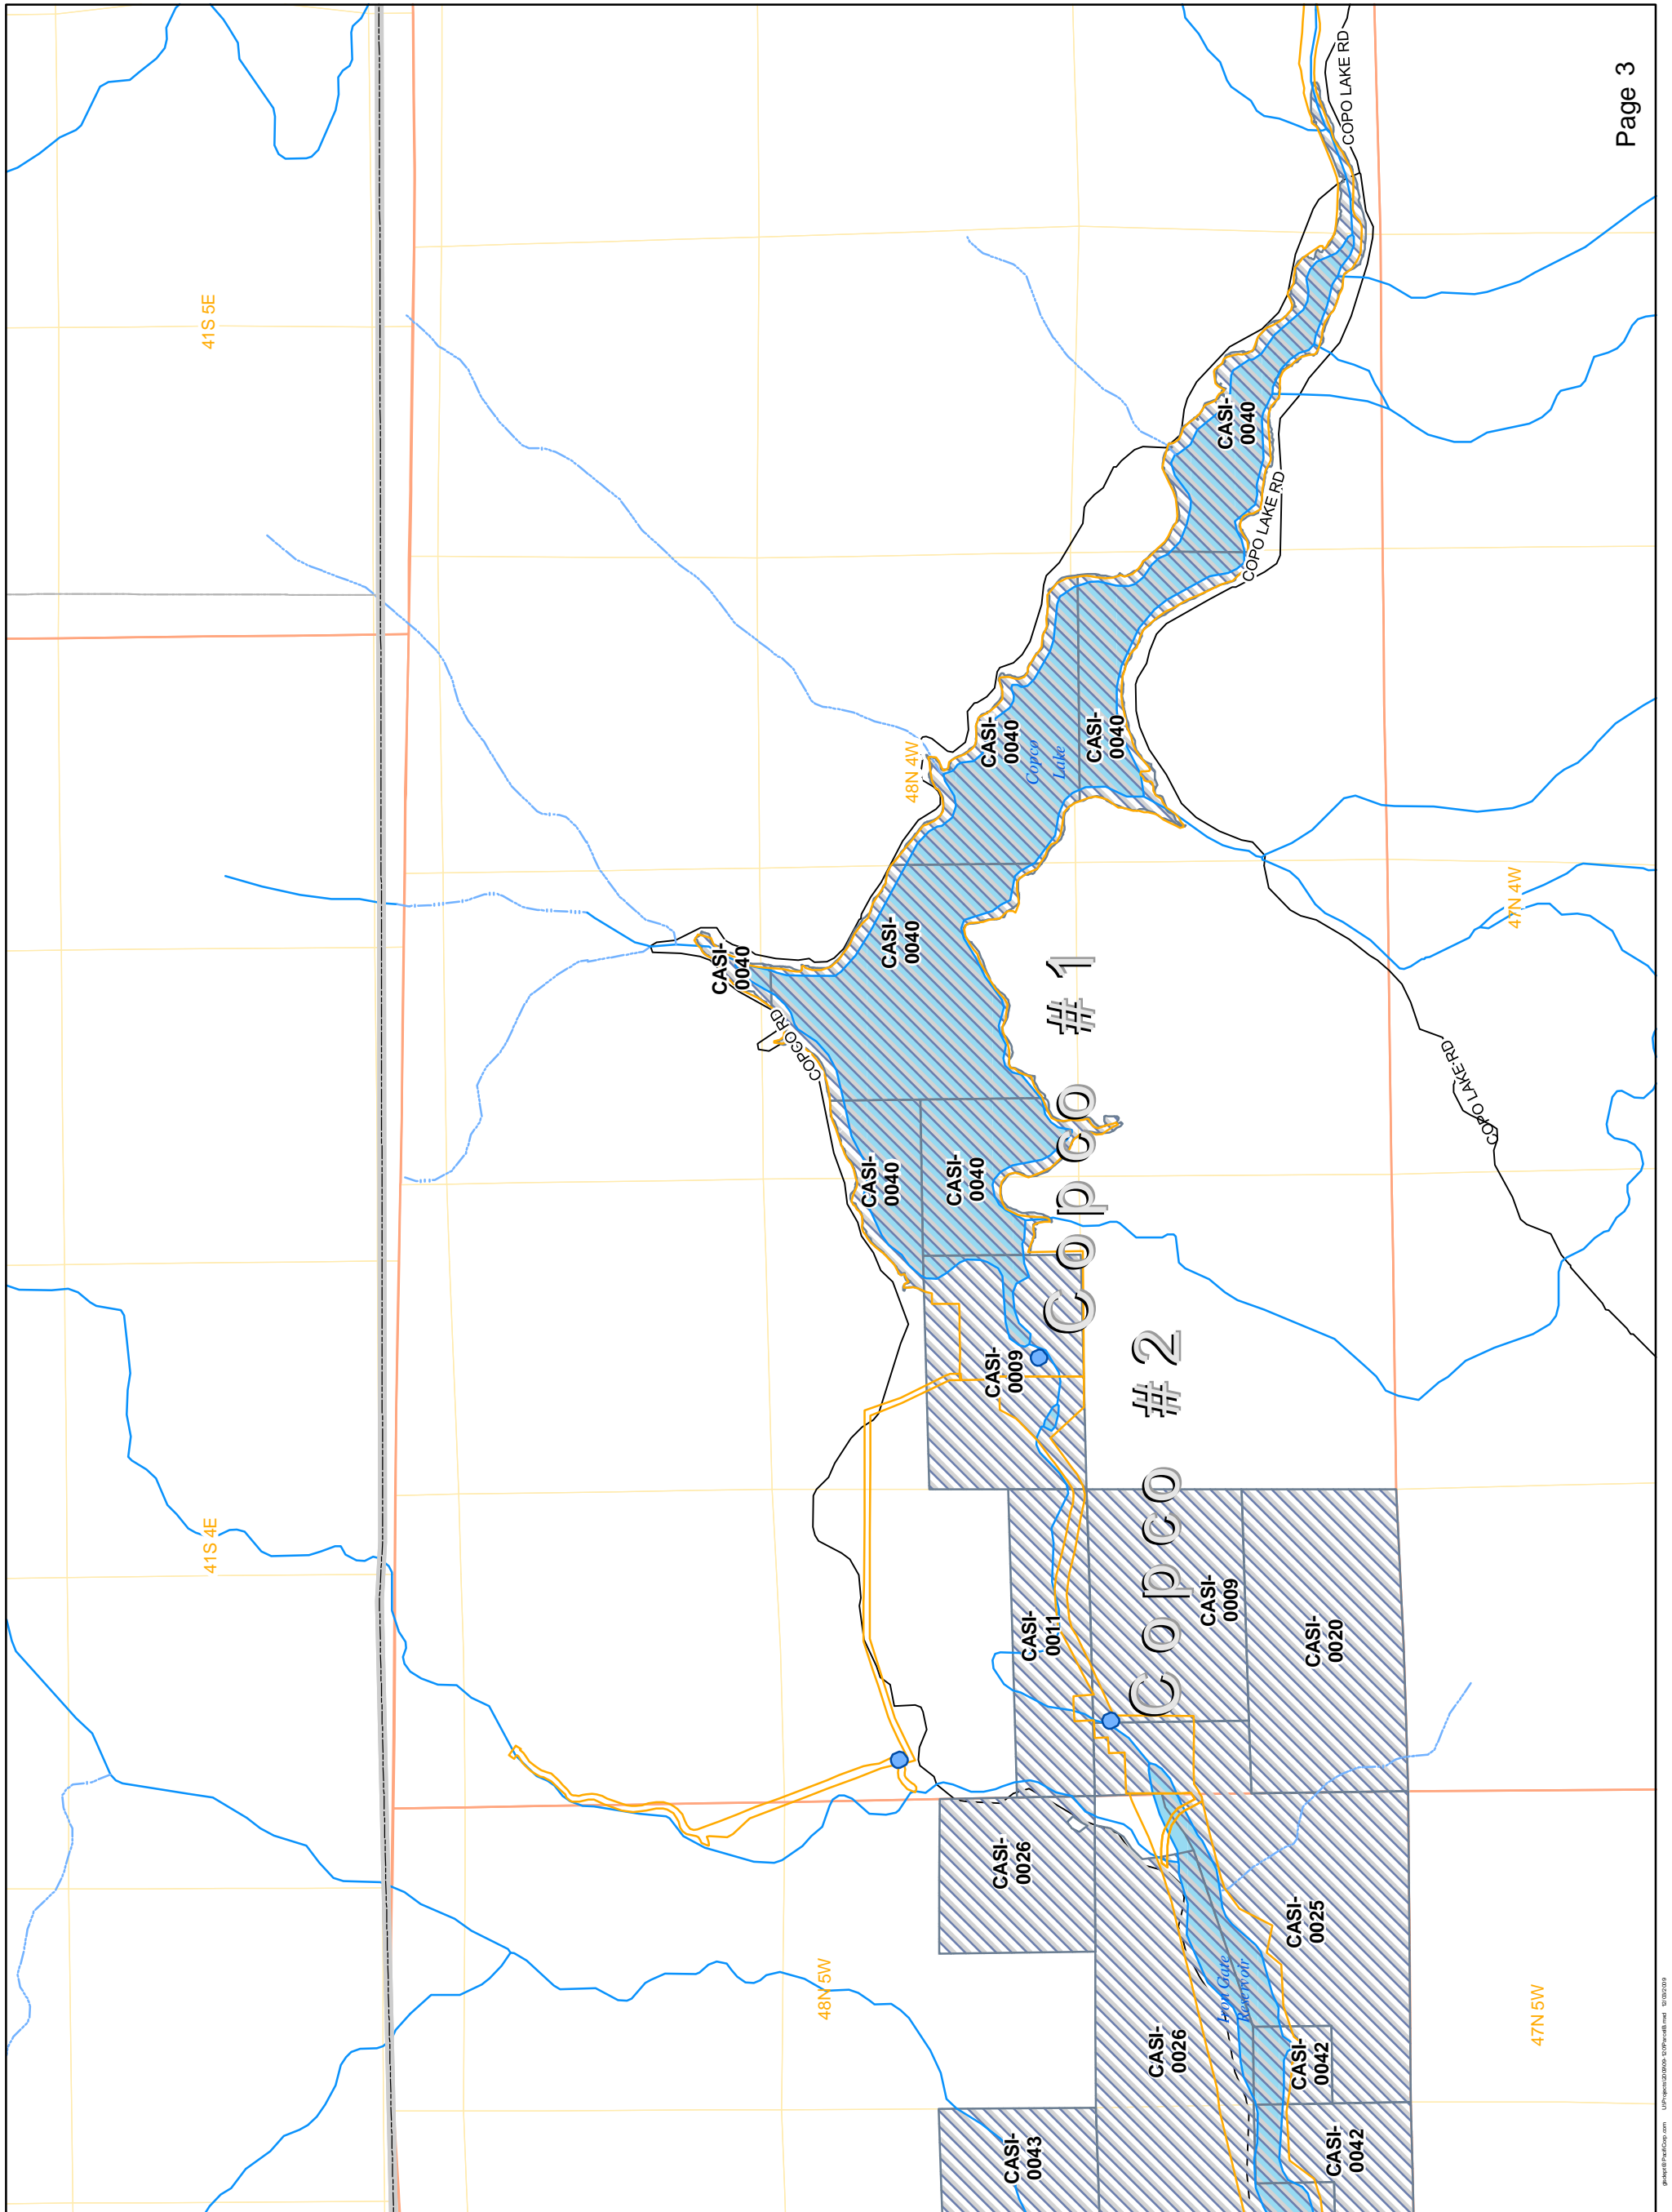 Page 3
COPO LAKE RD
41S 5E
CASI-
0040
COPO LAKE RD
48N 4W
CASI-
0040
Copco
Lake
CASI-
0040
CASI-
0040
COPCO RD
CASI-
0040
47N 4W
COPO LAKE RD
CASI-
0040
CASI-
0040
Copco #1
CASI-
0009
Copco #2
41S 4E
CASI-
0011
CASI-
0009
CASI-
0020
CASI-
0026
CASI-
0025
48N 5W
Iron Gate
Reservoir
CASI-
0026
CASI-
0042
47N 5W
CASI-
0043
CASI-
0042